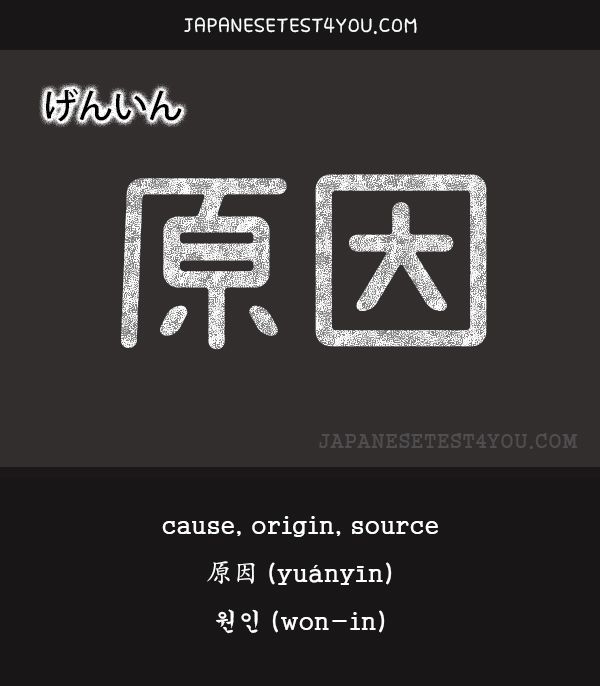 JAPANESETEST4YOU.COM
げんいん
原因
JAPANESETEST4YOU.COM
cause, origin, source
原因 (yuányīn)
원인 (won-in)